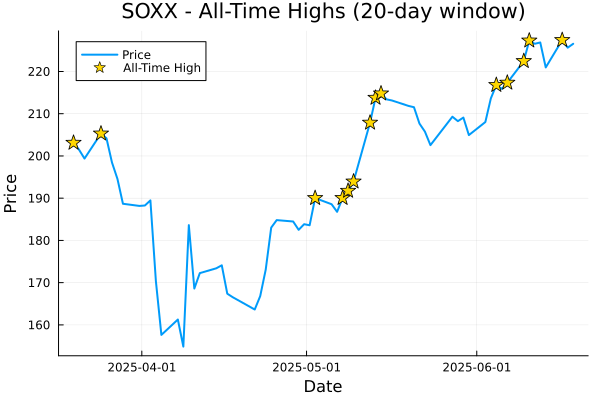 SOXX - All-Time Highs (20-day window)
Price
All-Time High
Price
220
210
200
190
180
170
160
2025-04-01
2025-05-01
2025-06-01
Date